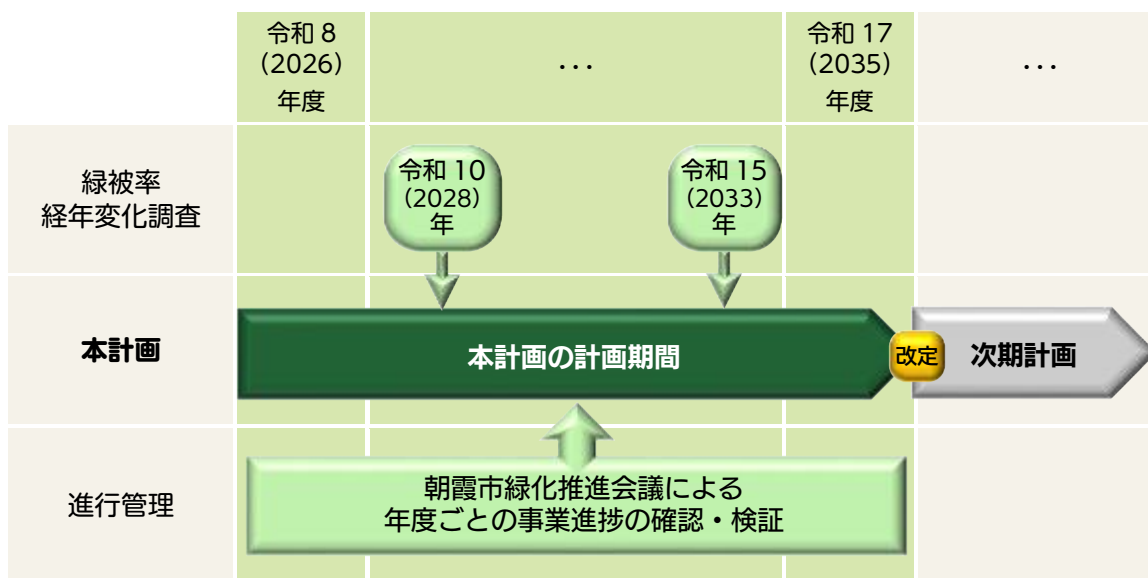 令和 8
（2026）
年度
･･･
令和 17
（2035）
年度
･･･
緑被率
経年変化調査
令和 10
（2028）
年
令和 15
（2033）
年
本計画
本計画の計画期間
改定
次期計画
進行管理
朝霞市緑化推進会議による
年度ごとの事業進捗の確認・検証